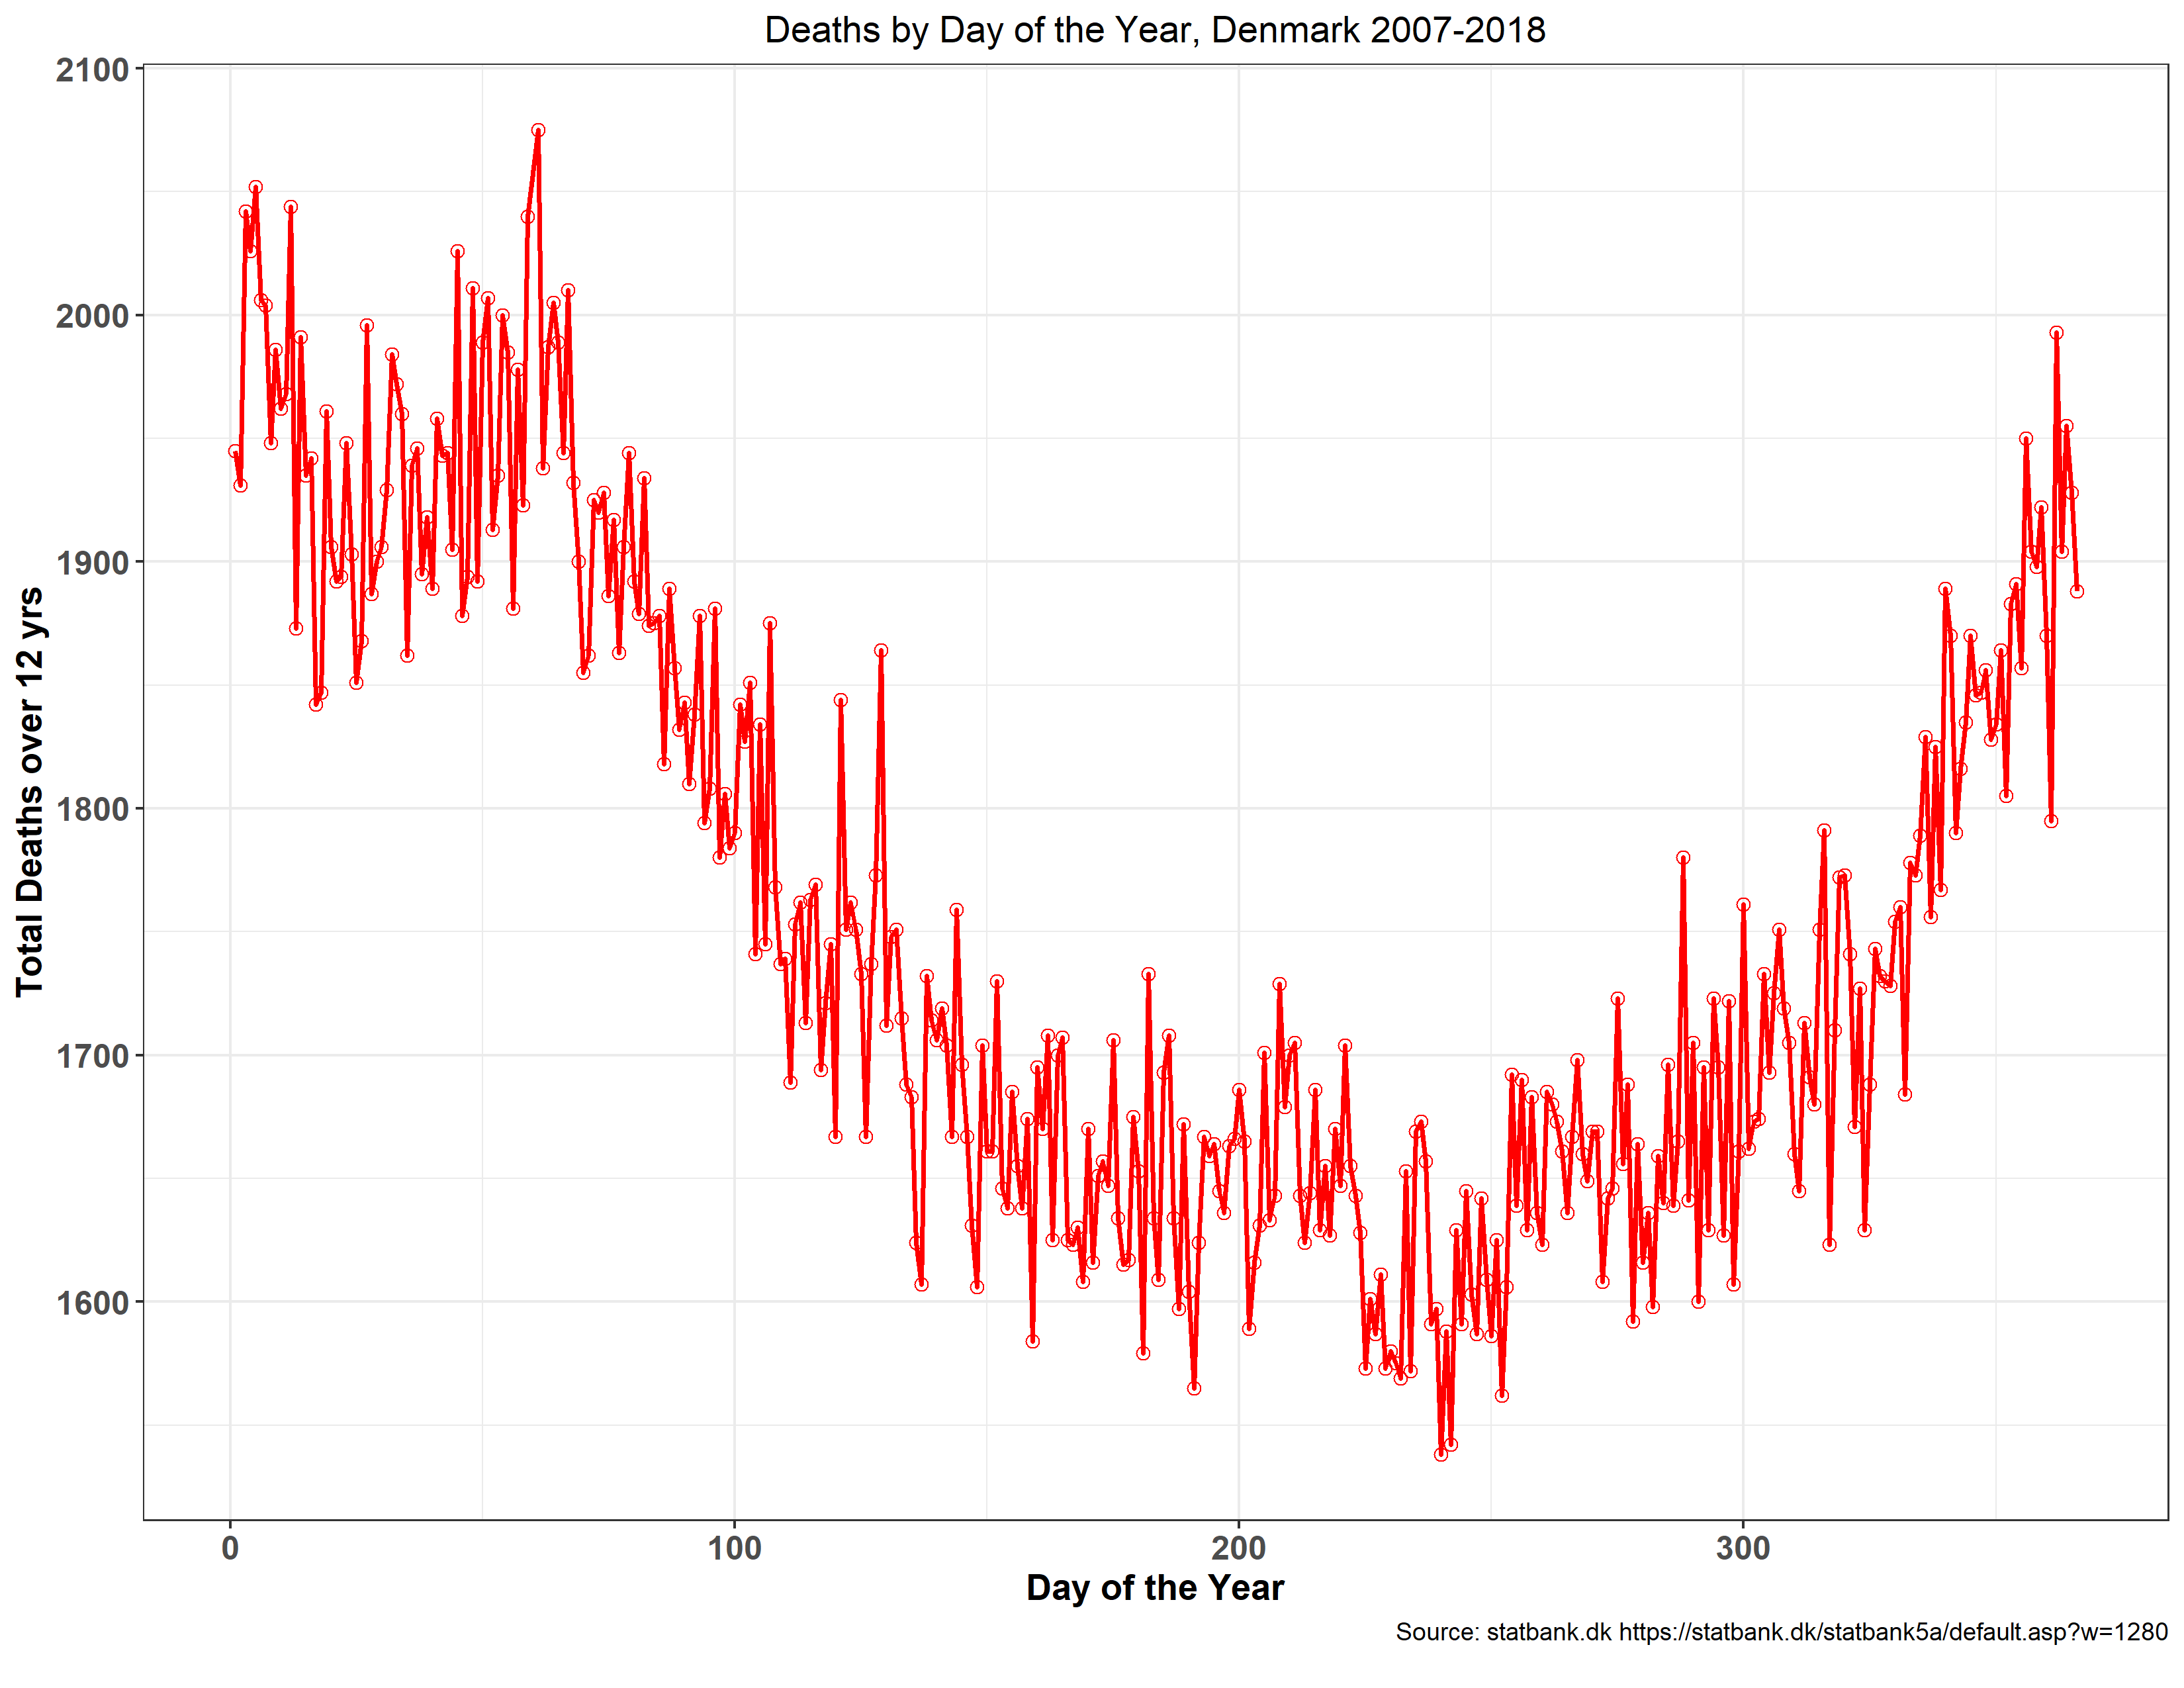 Deaths by Day of the Year, Denmark 2007-2018
Total Deaths over 12 yrs
2100
2000
1900
1800
1700
1600
0 100 200 300
Day of the Year
Source: statbank.dk https://statbank.dk/statbank5a/default.asp?w=1280